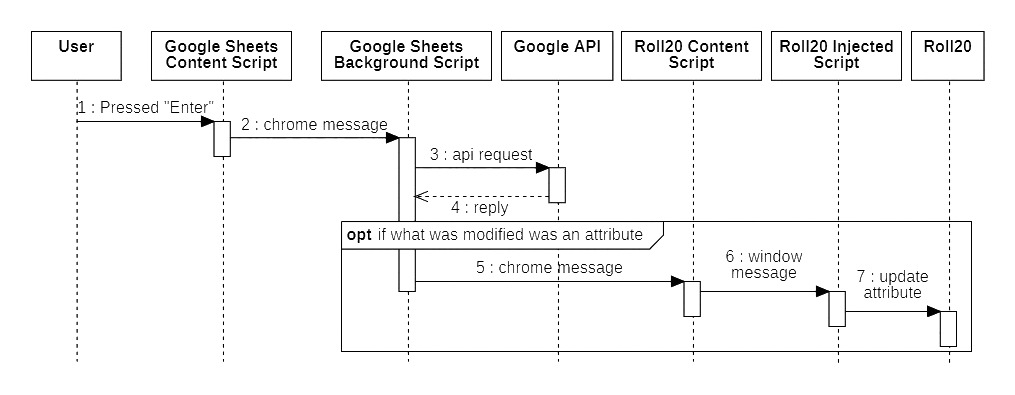 User
Google Sheets
Content Script
Google Sheets
Background Script
Google API
Roll20 Content
Script
Roll20 Injected
Script
Roll20
1 : Pressed "Enter"
2 : chrome message
3 : api request
4 : reply
opt if what was modified was an attribute
5 : chrome message
6 : window
message
7 : update
attribute